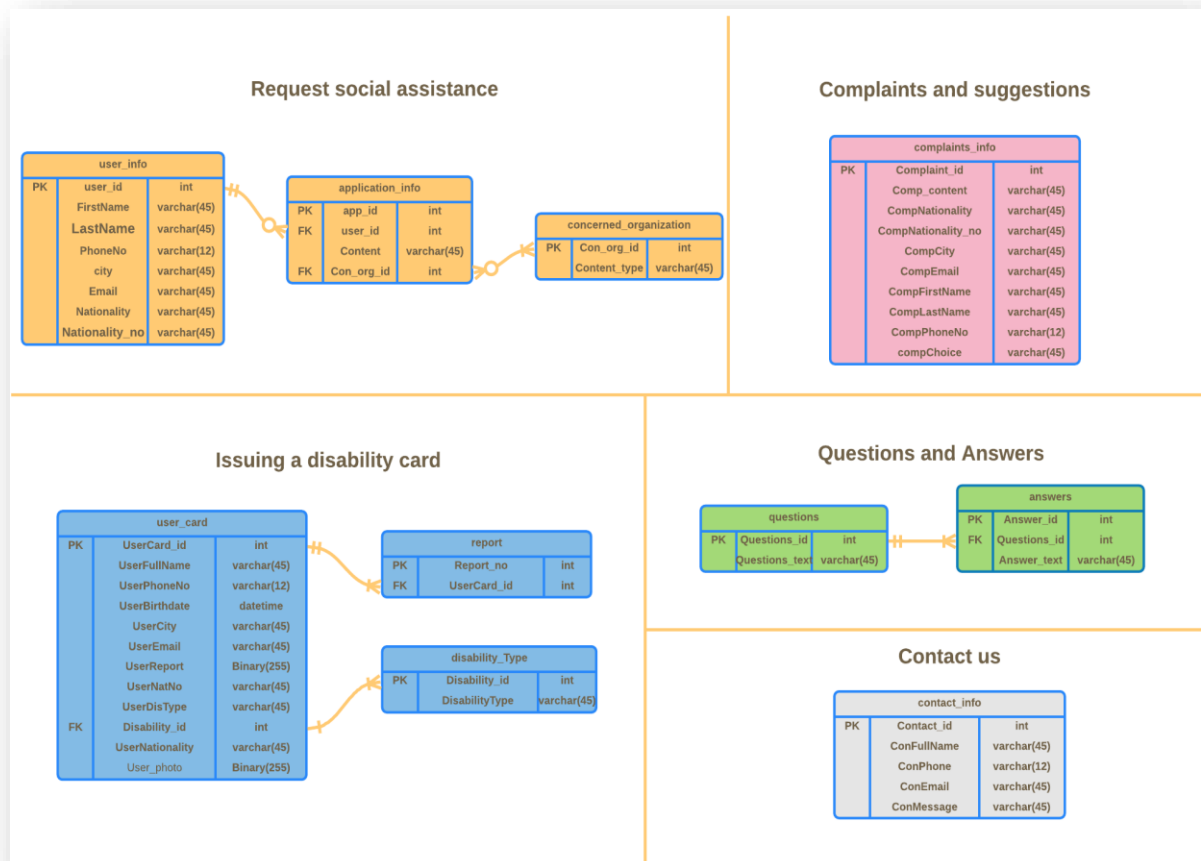 Request social assistance
user_info
PK user_id int
FirstName varchar(45)
LastName varchar(45)
PhoneNo varchar(12)
city varchar(45)
Email varchar(45)
Nationality varchar(45)
Nationality_no varchar(45)
application_info
PK app_id int
FK user_id int
Content varchar(45)
FK Con_org_id int
concerned_organization
PK Con_org_id int
Content_type varchar(45)
Complaints and suggestions
complaints_info
PK Complaint_id int
Comp_content varchar(45)
CompNationality varchar(45)
CompNationality_no varchar(45)
CompCity varchar(45)
CompEmail varchar(45)
CompFirstName varchar(45)
CompLastName varchar(45)
CompPhoneNo varchar(12)
compChoice varchar(45)
Issuing a disability card
user_card
PK UserCard_id int
UserFullName varchar(45)
UserPhoneNo varchar(12)
UserBirthdate datetime
UserCity varchar(45)
UserEmail varchar(45)
UserReport Binary(255)
UserNatNo varchar(45)
UserDisType varchar(45)
FK Disability_id int
UserNationality varchar(45)
User_photo Binary(255)
report
PK Report_no int
FK UserCard_id int
disability_Type
PK Disability_id int
DisabilityType varchar(45)
Questions and Answers
questions
PK Questions_id int
Questions_text varchar(45)
answers
PK Answer_id int
FK Questions_id int
Answer_text varchar(45)
Contact us
contact_info
PK Contact_id int
ConFullName varchar(45)
ConPhone varchar(12)
ConEmail varchar(45)
ConMessage varchar(45)